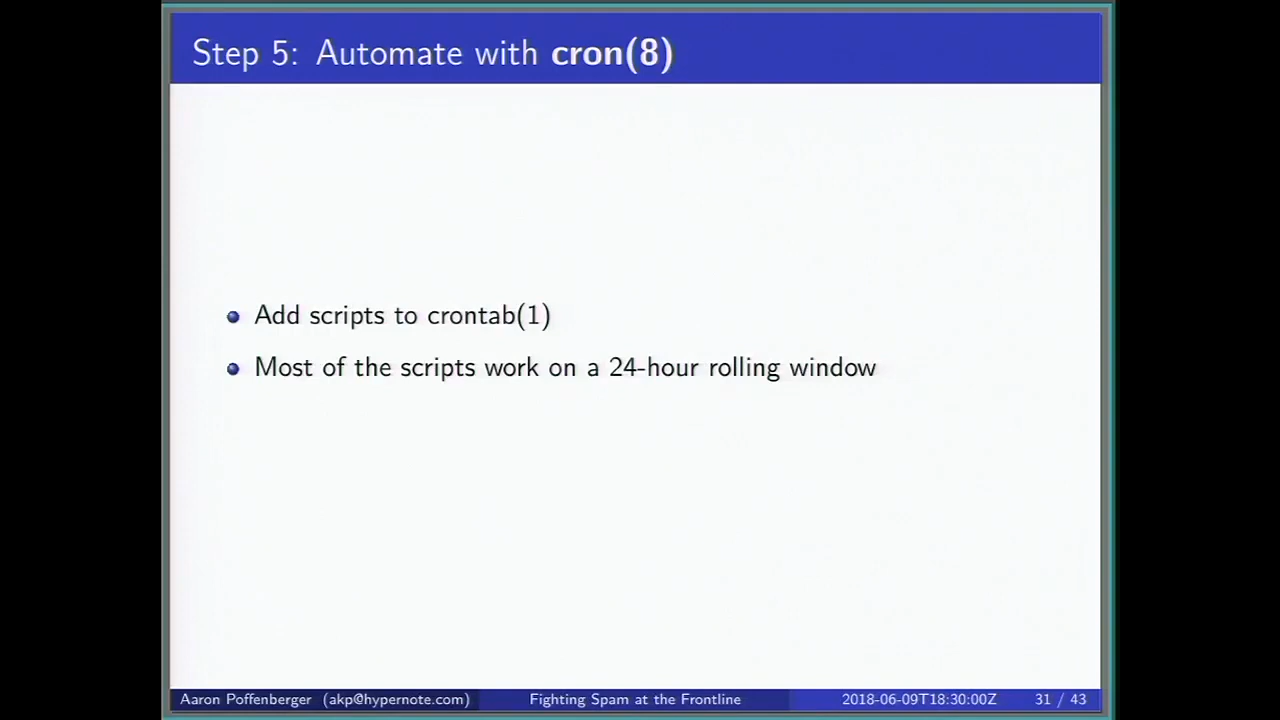 Step 5: Automate with cron(8)
Add scripts to crontab(1)
Most of the scripts work on a 24-hour rolling window
Aaron Poffenberger (akp@hypernote.com) Fighting Spam at the Frontline 2018-06-09T18:30:00Z 31 / 43